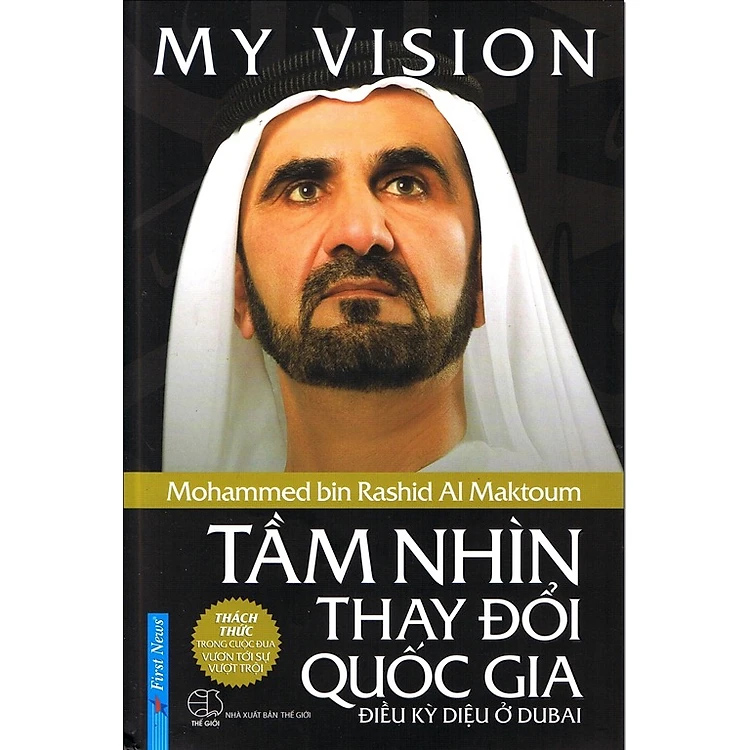 MY VISION
Mohammed bin Rashid Al Maktoum
TẦM NHÌN
THAY ĐỔI
QUỐC GIA
ĐIỀU KỲ DIỆU Ở DUBAI
THÁCH
THỨC
TRONG CUỘC ĐUA
VƯƠN TỚI SỰ
VƯỢT TRỘI
First News
THẾ GIỚI
NHÀ XUẤT BẢN THẾ GIỚI